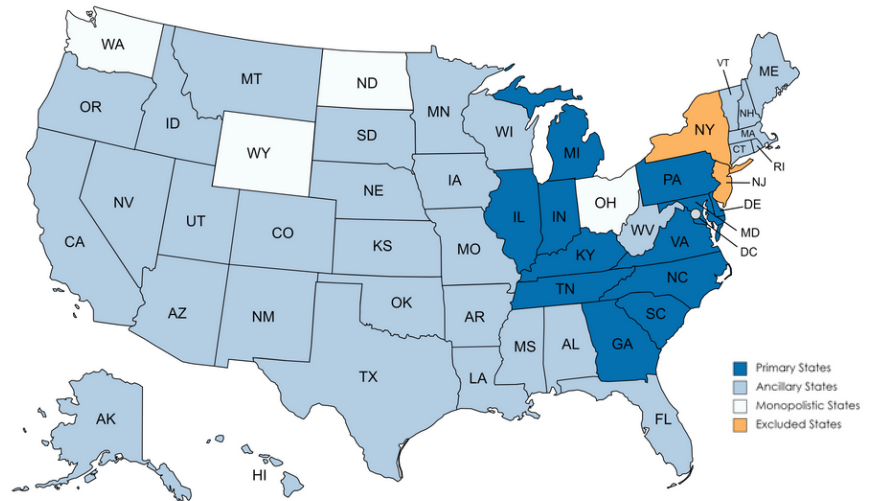 WA
MT
ND
MN
VT
ME
OR
ID
SD
WI
MI
NY
NH
MA
CT
RI
WY
IA
PA
NJ
NE
DE
NV
UT
IL
IN
OH
MD
CO
WV
DC
CA
KS
MO
VA
KY
NC
TN
AZ
NM
OK
AR
SC
MS
AL
GA
TX
LA
FL
AK
HI
Primary States
Ancillary States
Monopolistic States
Excluded States